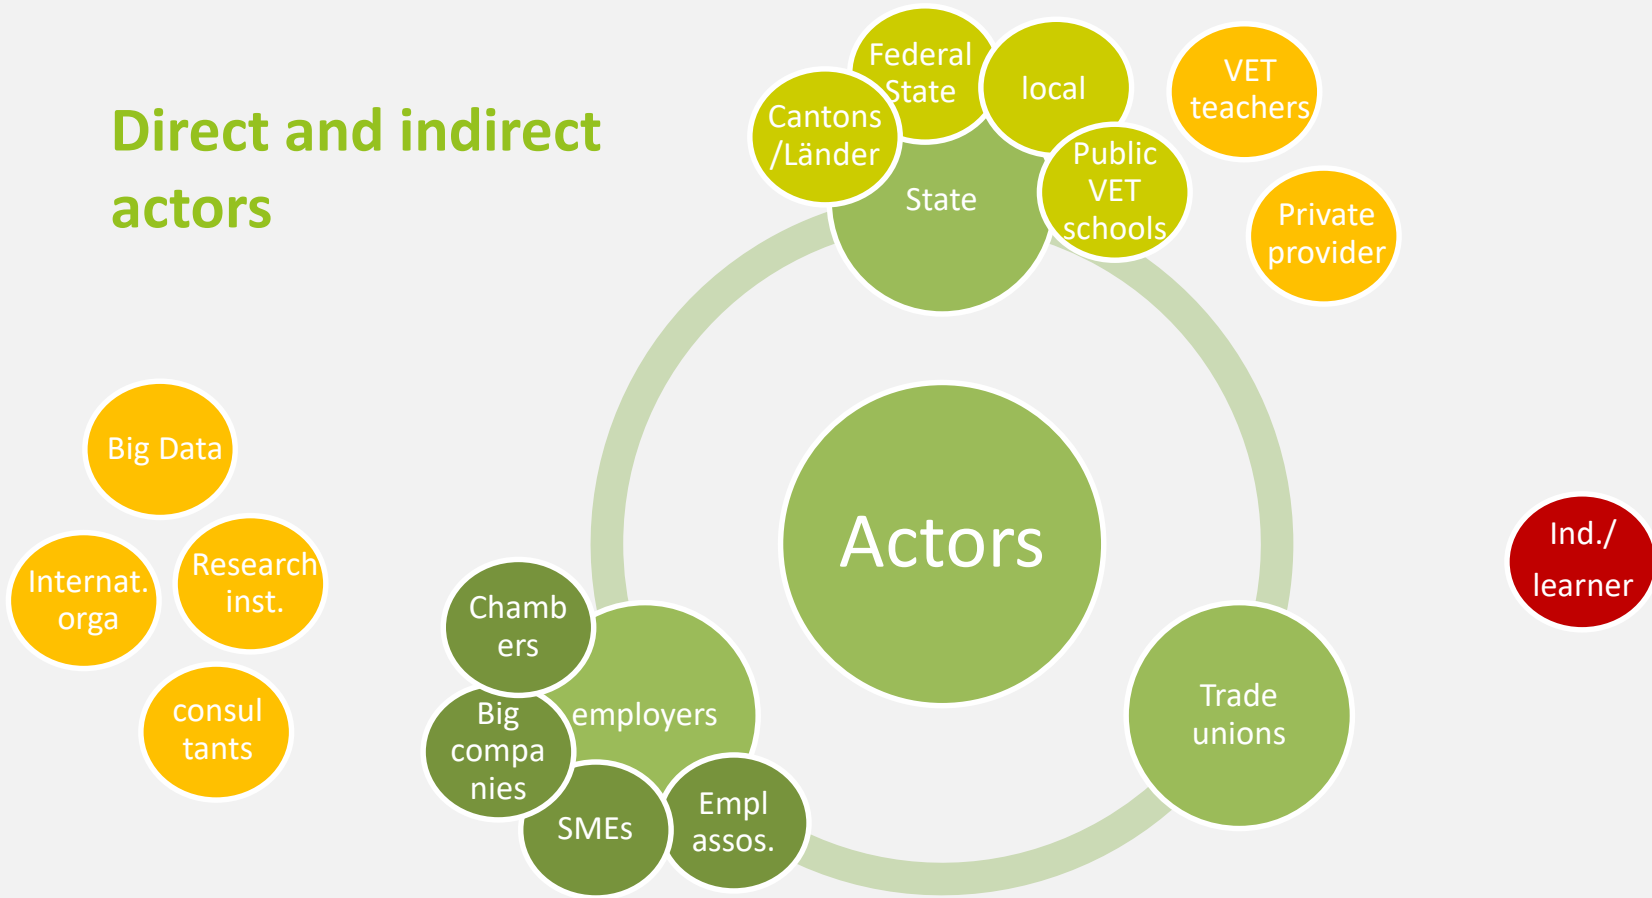 Direct and indirect
actors
Federal
State
local
VET
teachers
Cantons
/Länder
Public
VET
schools
State
Private
provider
Big Data
Internat.
orga
Research
inst.
consul
tants
Actors
Ind./
learner
Chamb
ers
Big
compa
nies
employers
SMEs
Empl
assos.
Trade
unions